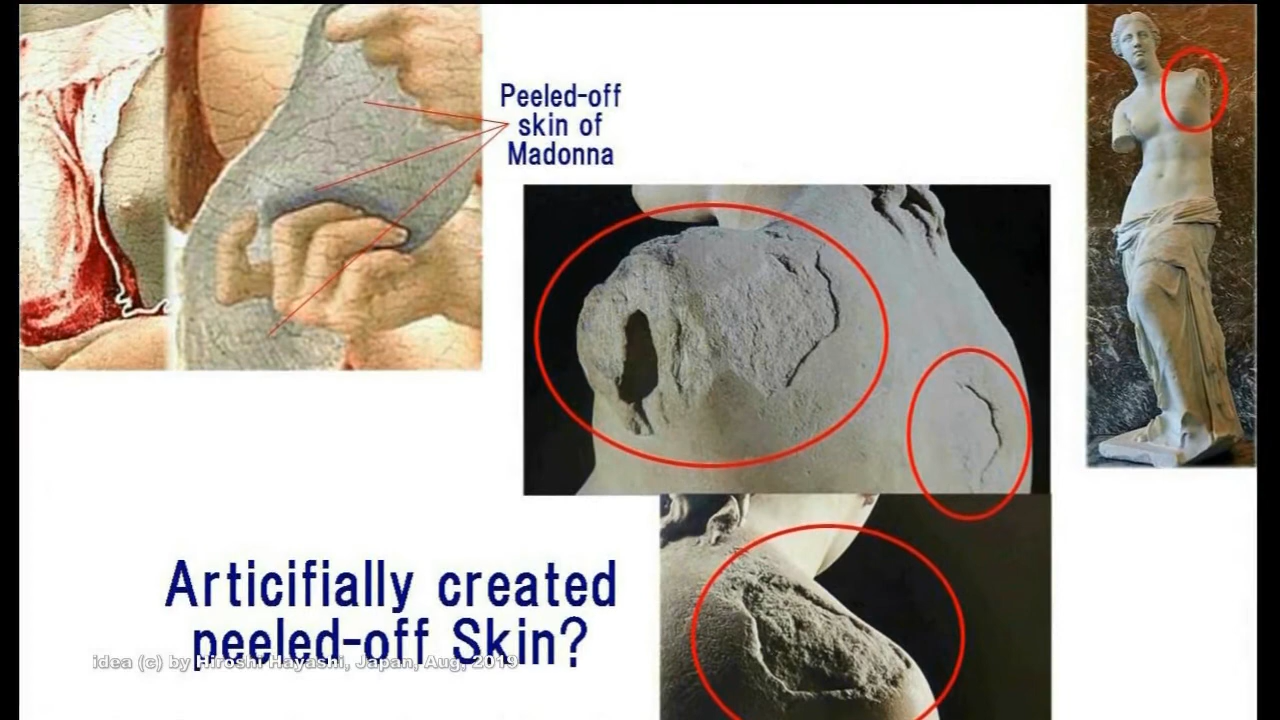 Peeled-off
skin of
Madonna
Articifially created
peeled-off Skin?
idea (c) by Hiroshi Hayashi, Japan, Aug, 2019